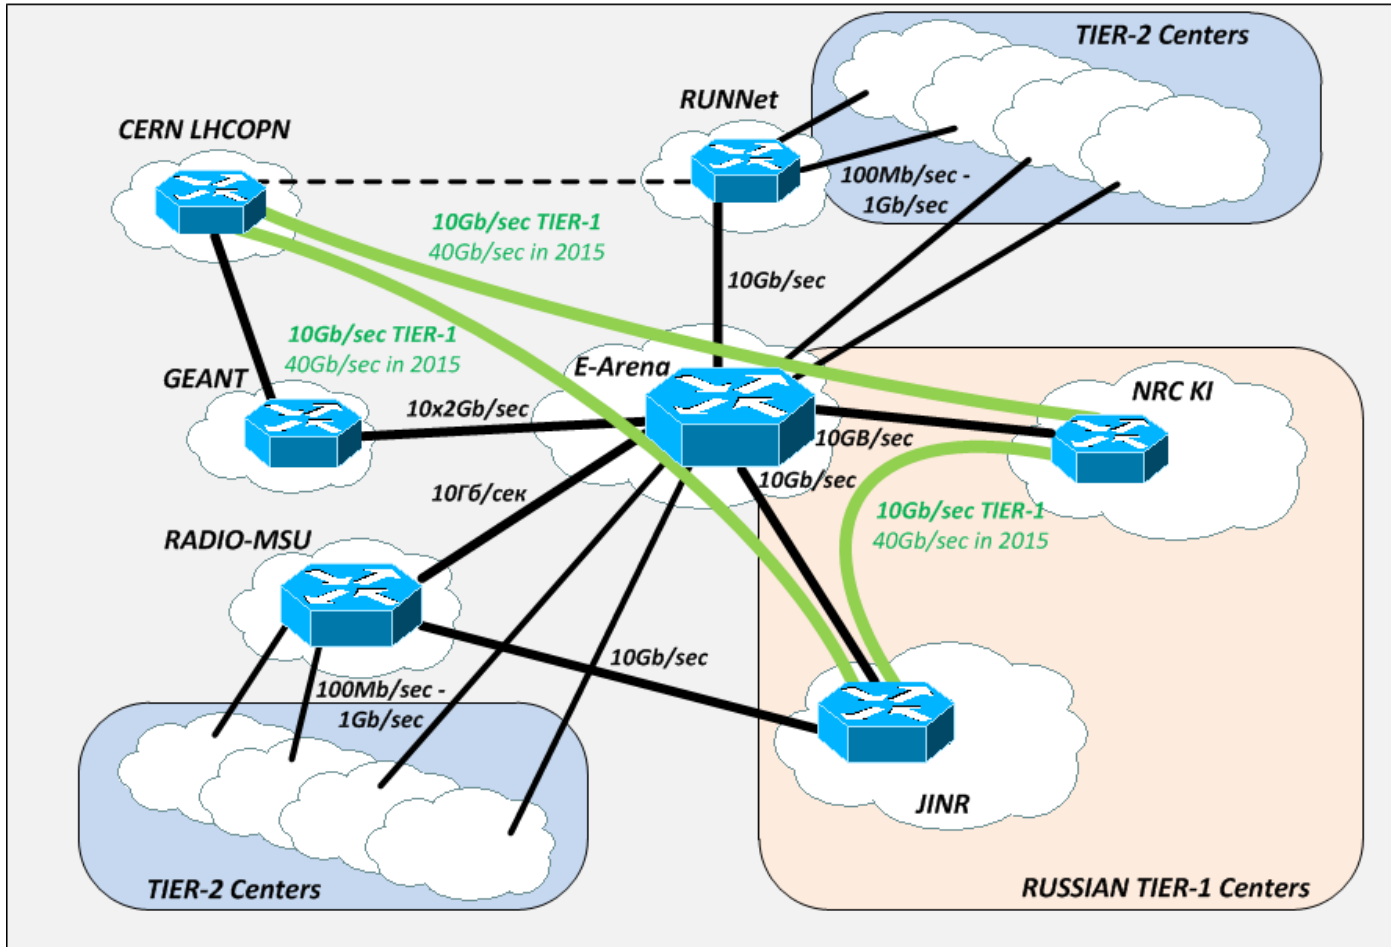 TIER-2 Centers
RUNNet
CERN LHCOPN
100Mb/sec -
1Gb/sec
10Gb/sec TIER-1
40Gb/sec in 2015
10Gb/sec
10Gb/sec TIER-1
40Gb/sec in 2015
E-Arena
GEANT
NRC KI
10x2Gb/sec
10GB/sec
10Gb/sec
10Гб/сек
10Gb/sec TIER-1
40Gb/sec in 2015
RADIO-MSU
10Gb/sec
100Mb/sec -
1Gb/sec
JINR
TIER-2 Centers
RUSSIAN TIER-1 Centers